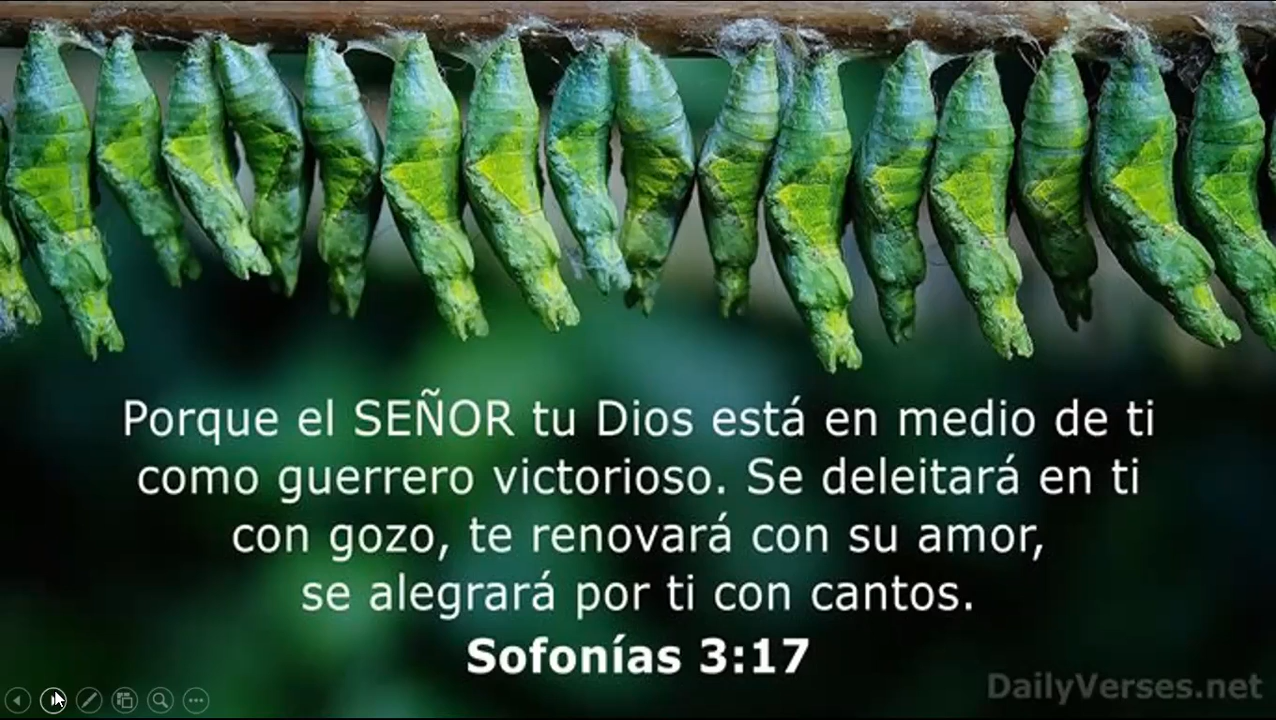 Porque el SEÑOR tu Dios está en medio de ti
como guerrero victorioso. Se deleitará en ti
con gozo, te renovará con su amor,
se alegrará por ti con cantos.
Sofonías 3:17
DailyVerses.net